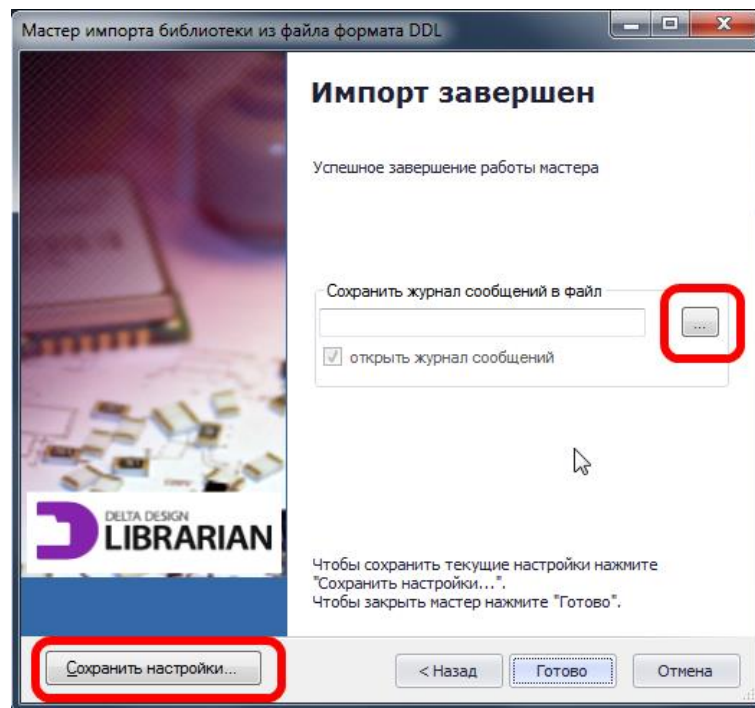 Мастер импорта библиотеки из файла формата DDL
Импорт завершен
Успешное завершение работы мастера
Сохранить журнал сообщений в файл
...
открыть журнал сообщений
DELTA DESIGN
LIBRARIAN
Чтобы сохранить текущие настройки нажмите
"Сохранить настройки...".
Чтобы закрыть мастер нажмите "Готово".
Сохранить настройки... < Назад Готово Отмена